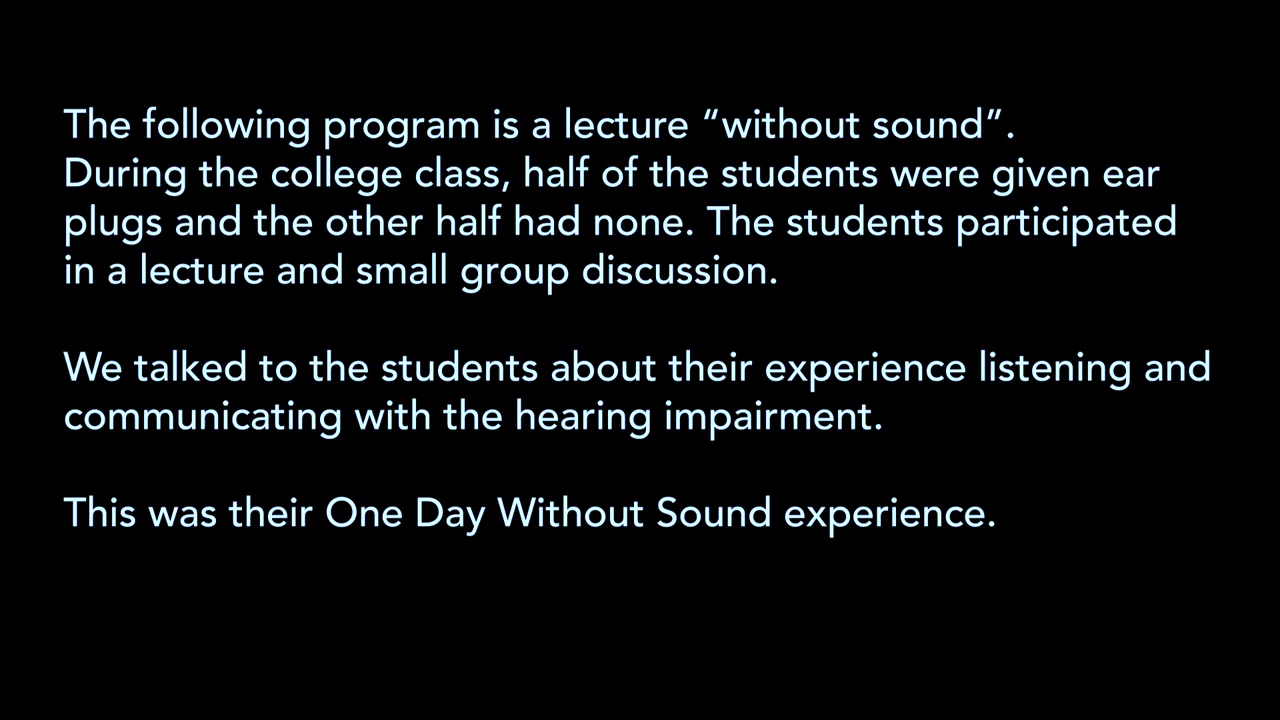 The following program is a lecture “without sound”.
During the college class, half of the students were given ear
plugs and the other half had none. The students participated
in a lecture and small group discussion.
We talked to the students about their experience listening and
communicating with the hearing impairment.
This was their One Day Without Sound experience.